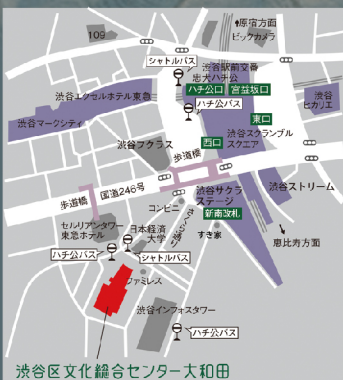 ↑原宿方面
ビックカメラ
109
シャトルバス
渋谷駅前交番
忠犬ハチ公
ハチ公口
宮益坂口
渋谷エクセルホテル東急
ハチ公バス
渋谷
ヒカリエ
東口
渋谷マークシティ
渋谷スクランブル
スクエア
渋谷フクラス
西口
歩道橋
国道246号
歩道橋
渋谷サクラ
ステージ
渋谷ストリーム
コンビニ
さくら通り
新南改札
セルリアンタワー
東急ホテル
日本経済
大学
すき家
恵比寿方面
ハチ公バス
シャトルバス
ファミレス
渋谷インフォスタワー
ハチ公バス
渋谷区文化総合センター大和田